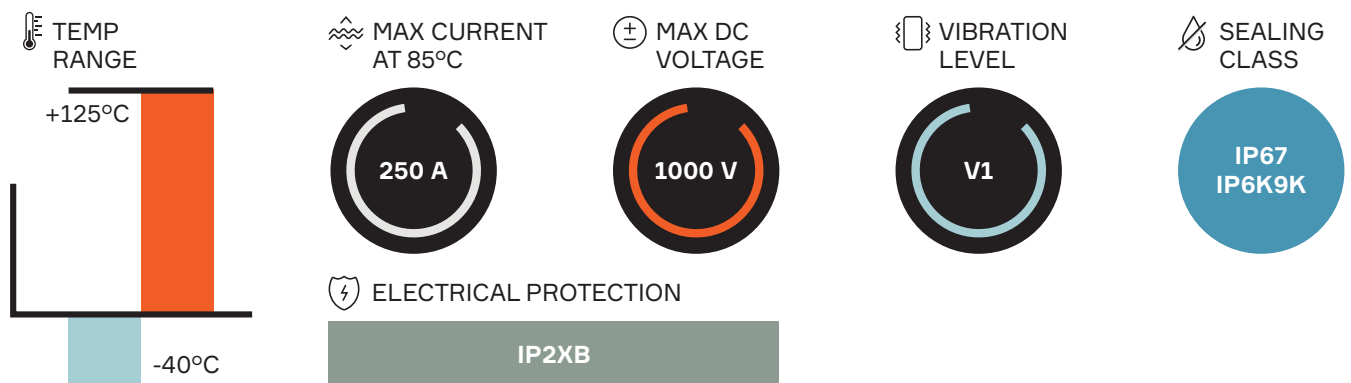 TEMP
RANGE
+125°C
-40°C
MAX CURRENT
AT 85°C
250 A
MAX DC
VOLTAGE
1000 V
VIBRATION
LEVEL
V1
SEALING
CLASS
IP67
IP6K9K
ELECTRICAL PROTECTION
IP2XB